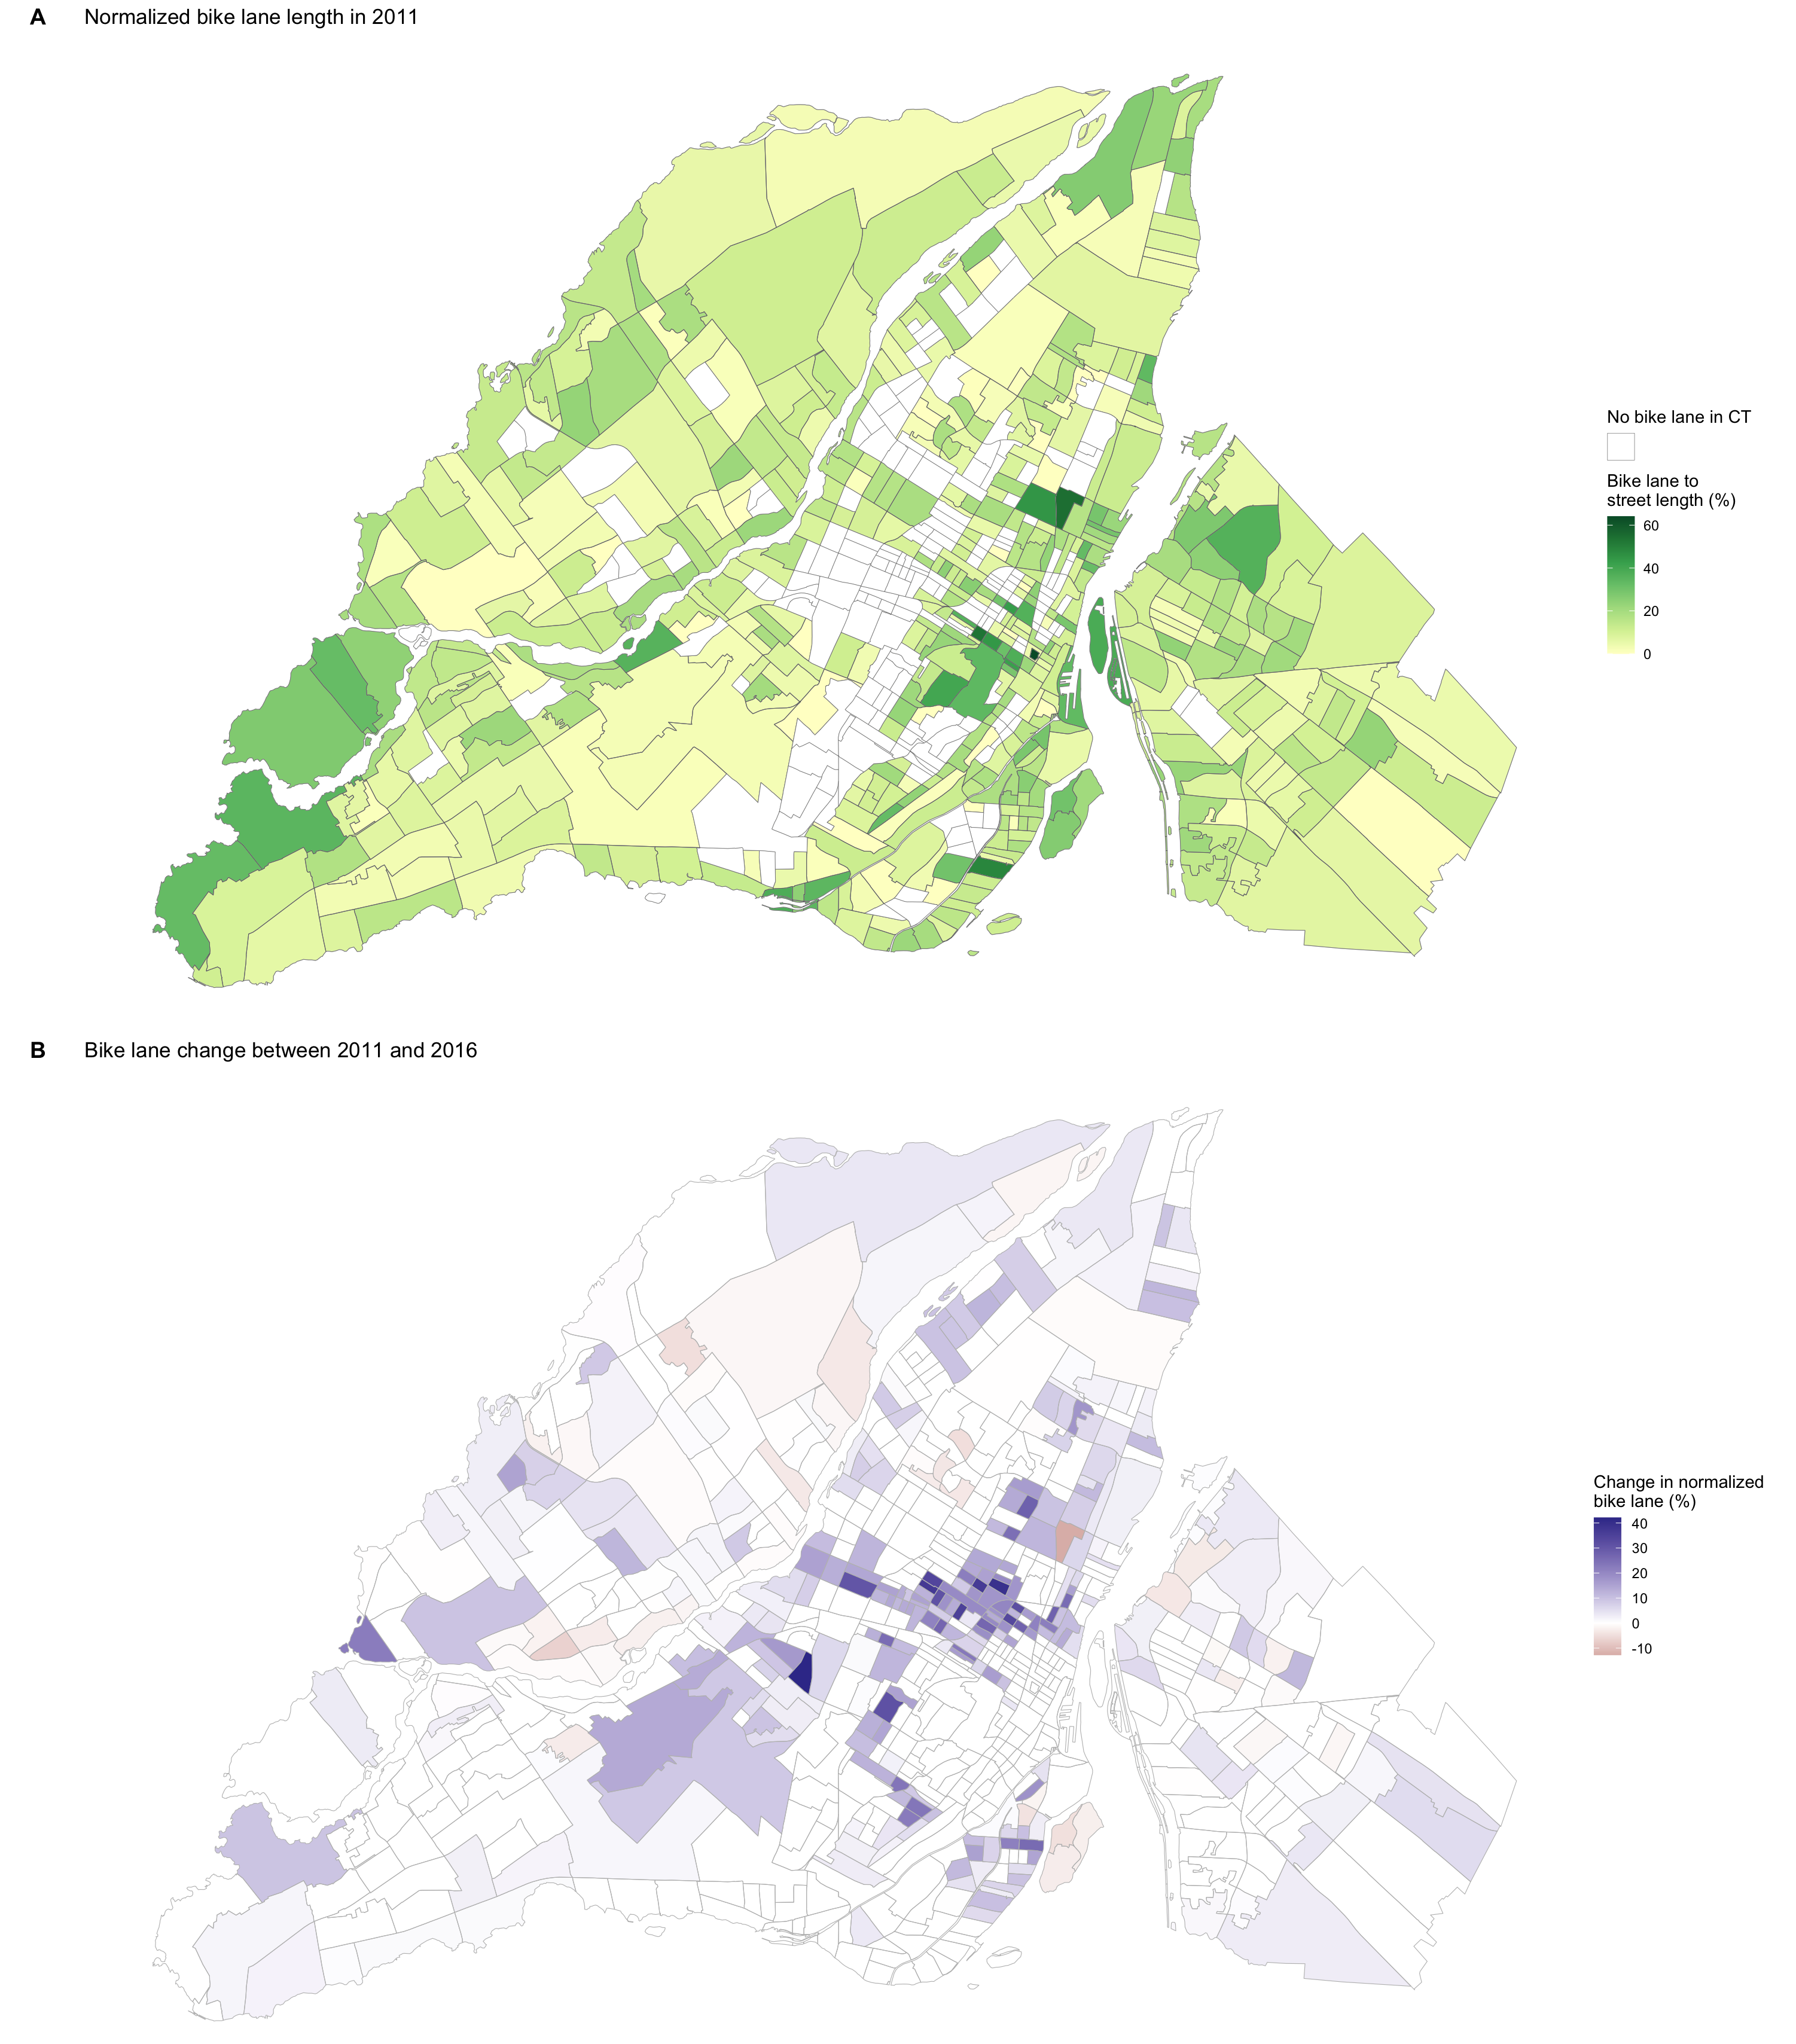 A Normalized bike lane length in 2011
No bike lane in CT
Bike lane to
street length (%)
60
40
20
0
B Bike lane change between 2011 and 2016
Change in normalized
bike lane (%)
40
30
20
10
0
-10